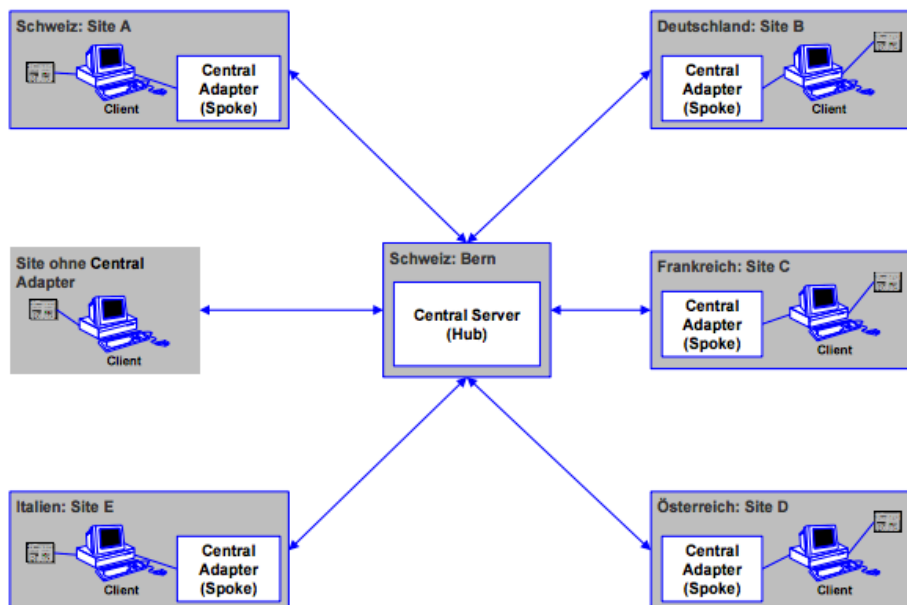 Schweiz: Site A
Client
Central
Adapter
(Spoke)
Deutschland: Site B
Central
Adapter
(Spoke)
Client
Site ohne Central
Adapter
Client
Schweiz: Bern
Central Server
(Hub)
Frankreich: Site C
Central
Adapter
(Spoke)
Client
Italien: Site E
Client
Central
Adapter
(Spoke)
Österreich: Site D
Central
Adapter
(Spoke)
Client